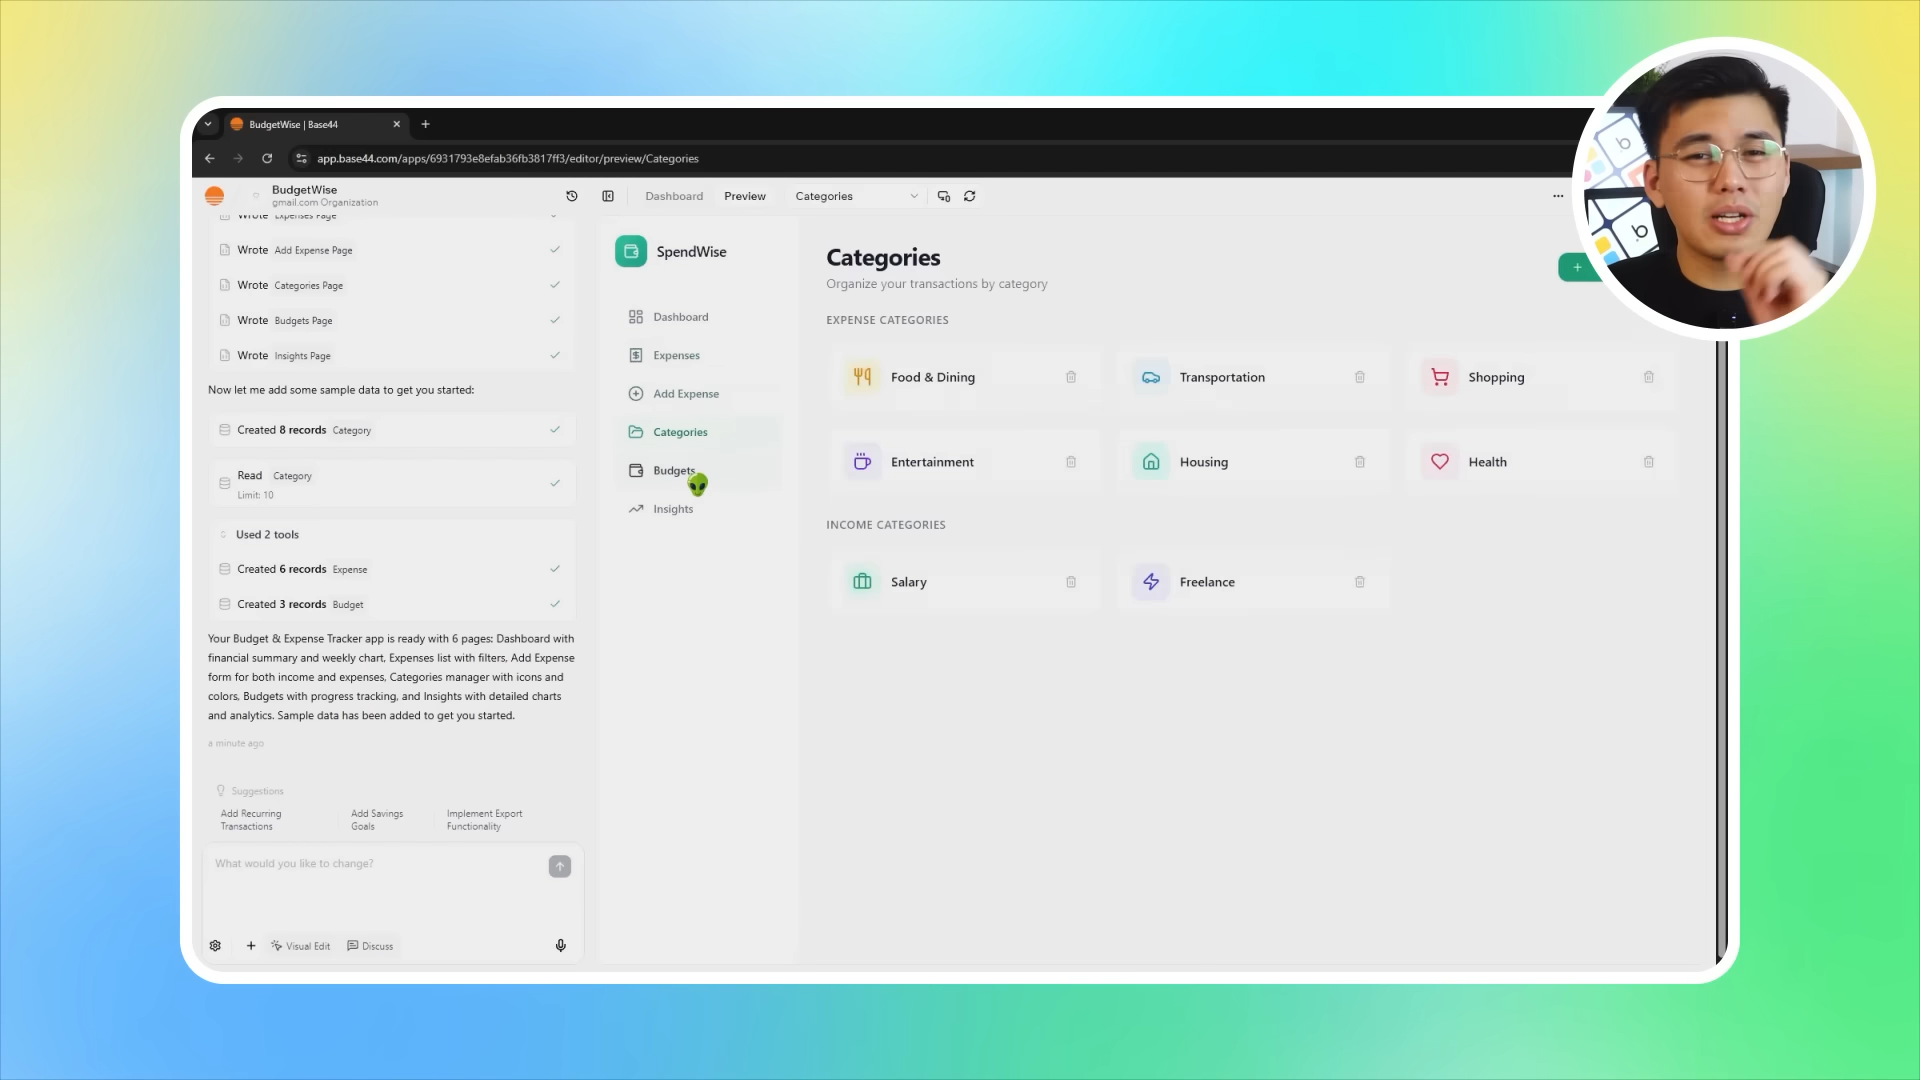 BudgetWise | Base44
app.base44.com/apps/6931793e8efab36fb3817ff3/editor/preview/Categories
BudgetWise
gmail.com Organization
Dashboard
Preview
Categories
Wrote Expenses Page
Wrote Add Expense Page
Wrote Categories Page
Wrote Budgets Page
Wrote Insights Page
Now let me add some sample data to get you started:
Created 8 records Category
Read Category
Limit: 10
Used 2 tools
Created 6 records Expense
Created 3 records Budget
Your Budget & Expense Tracker app is ready with 6 pages: Dashboard with
financial summary and weekly chart, Expenses list with filters, Add Expense
form for both income and expenses, Categories manager with icons and
colors, Budgets with progress tracking, and Insights with detailed charts
and analytics. Sample data has been added to get you started.
a minute ago
Suggestions
Add Recurring
Transactions
Add Savings
Goals
Implement Export
Functionality
What would you like to change?
Visual Edit
Discuss
SpendWise
Dashboard
Expenses
Add Expense
Categories
Budgets
Insights
Categories
Organize your transactions by category
EXPENSE CATEGORIES
Food & Dining
Transportation
Shopping
Entertainment
Housing
Health
INCOME CATEGORIES
Salary
Freelance
b
b